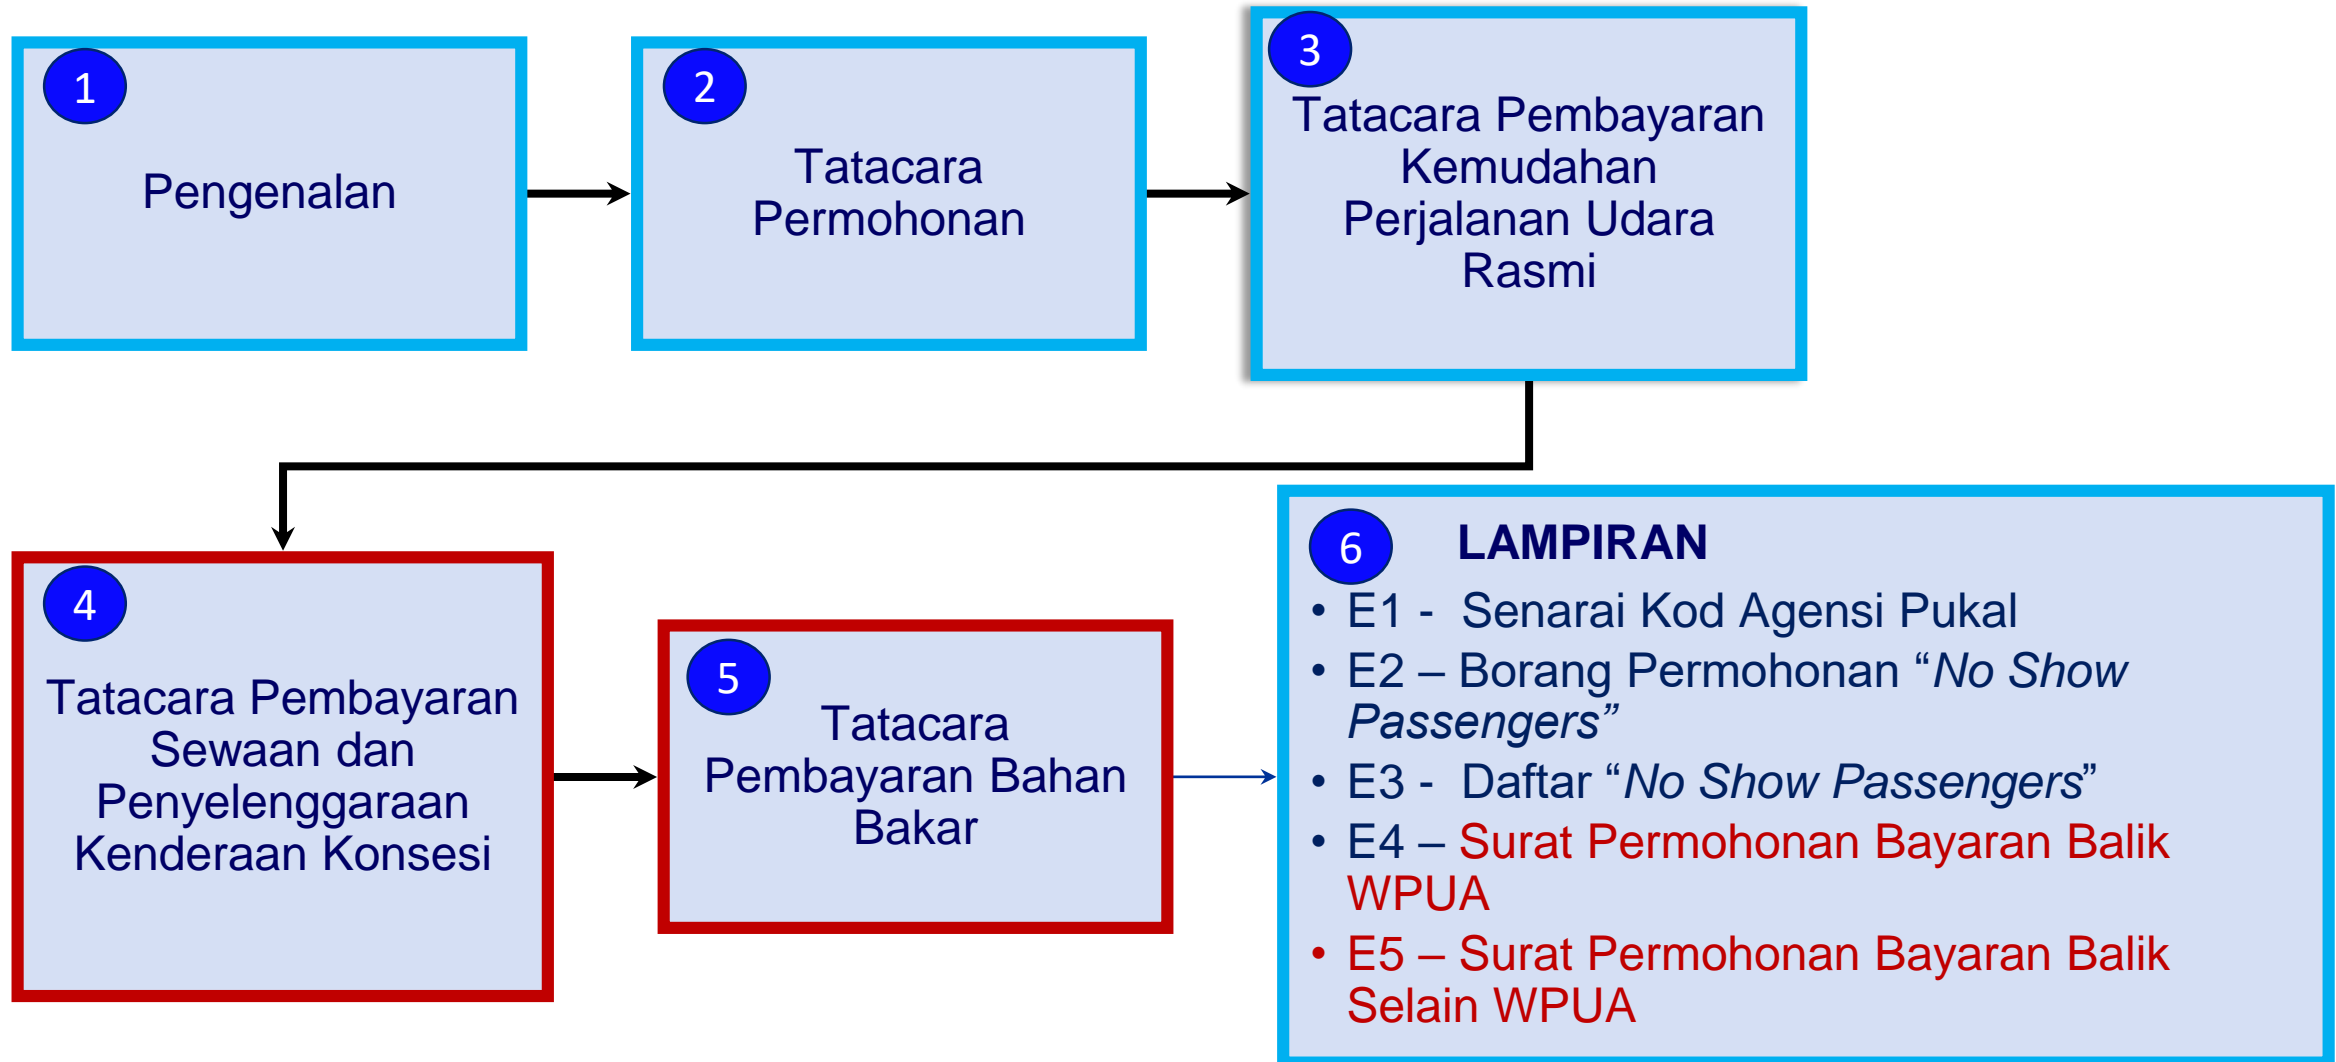 1
Pengenalan
2
Tatacara
Permohonan
3
Tatacara Pembayaran
Kemudahan
Perjalanan Udara
Rasmi
4
Tatacara Pembayaran
Sewaan dan
Penyelenggaraan
Kenderaan Konsesi
5
Tatacara
Pembayaran Bahan
Bakar
6 LAMPIRAN
• E1 - Senarai Kod Agensi Pukal
• E2 – Borang Permohonan “No Show
Passengers”
• E3 - Daftar “No Show Passengers”
• E4 – Surat Permohonan Bayaran Balik
WPUA
• E5 – Surat Permohonan Bayaran Balik
Selain WPUA